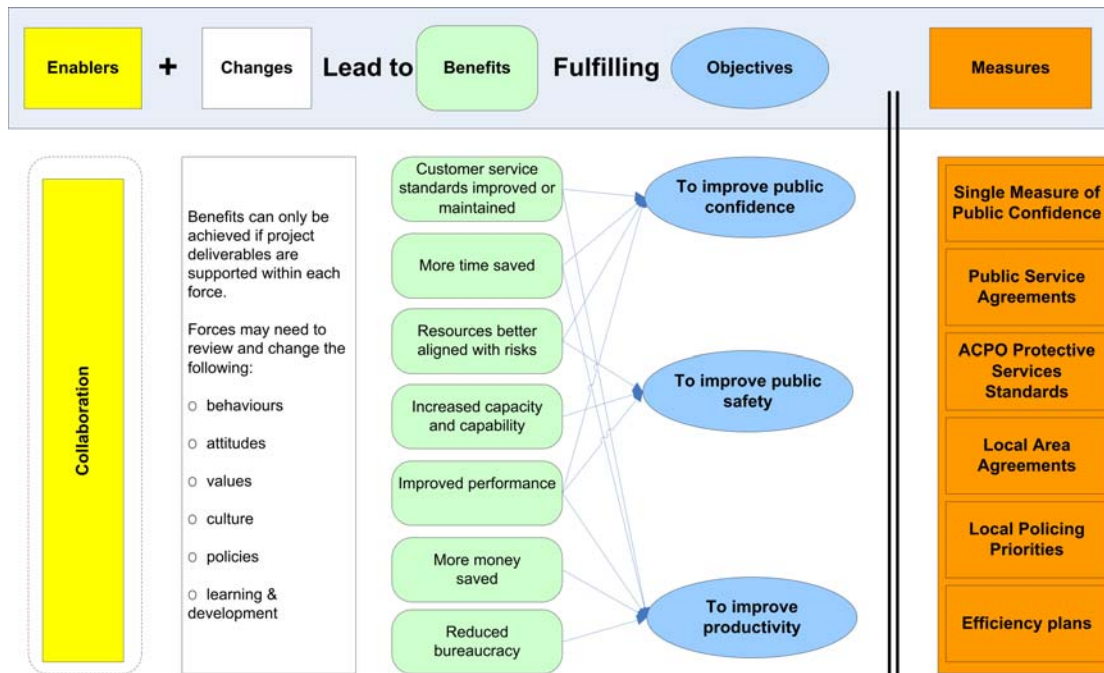 Enablers + Changes Lead to Benefits Fulfilling Objectives Measures
Collaboration
Benefits can only be
achieved if project
deliverables are
supported within each
force.
Forces may need to
review and change the
following:
o behaviours
o attitudes
o values
o culture
o policies
o learning &
development
Customer service
standards improved or
maintained
More time saved
Resources better
aligned with risks
Increased capacity
and capability
Improved performance
More money
saved
Reduced
bureaucracy
To improve public
confidence
To improve public
safety
To improve
productivity
Single Measure of
Public Confidence
Public Service
Agreements
ACPO Protective
Services
Standards
Local Area
Agreements
Local Policing
Priorities
Efficiency plans